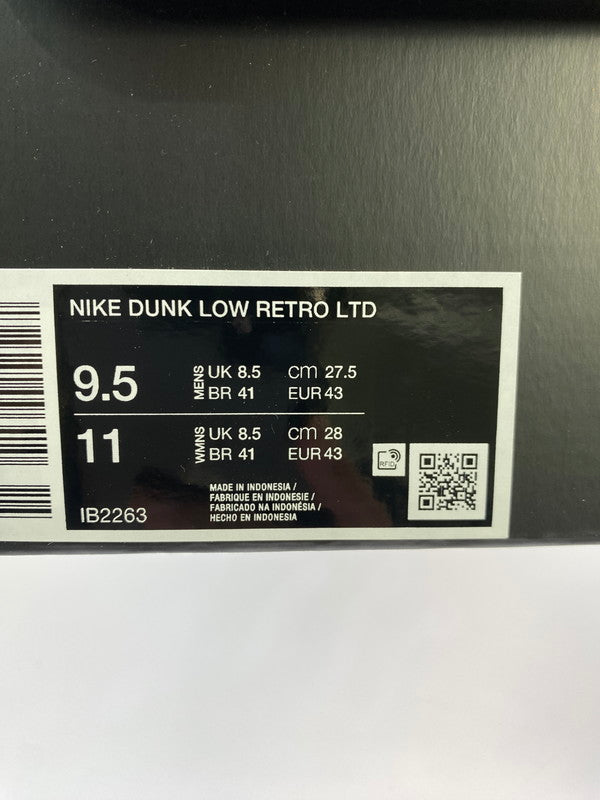 NIKE DUNK LOW RETRO LTD
9.5 MENS UK 8.5 cm 27.5
BR 41 EUR 43
11 WMNS UK 8.5 cm 28
BR 41 EUR 43
RFID
MADE IN INDONESIA /
FABRIQUE EN INDONESIE /
FABRICADO NA INDONÉSIA /
HECHO EN INDONESIA
IB2263